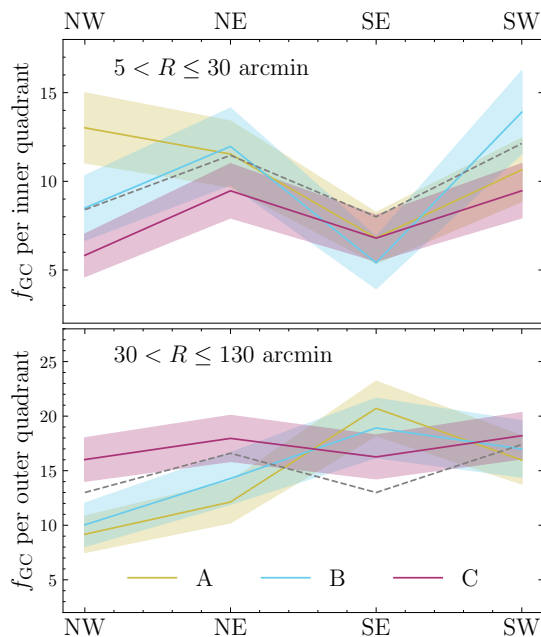 NW NE SE SW
5 < R ≤ 30 arcmin
15
10
5
f_GC per inner quadrant
30 < R ≤ 130 arcmin
25
20
15
10
5
f_GC per outer quadrant
A B C
NW NE SE SW